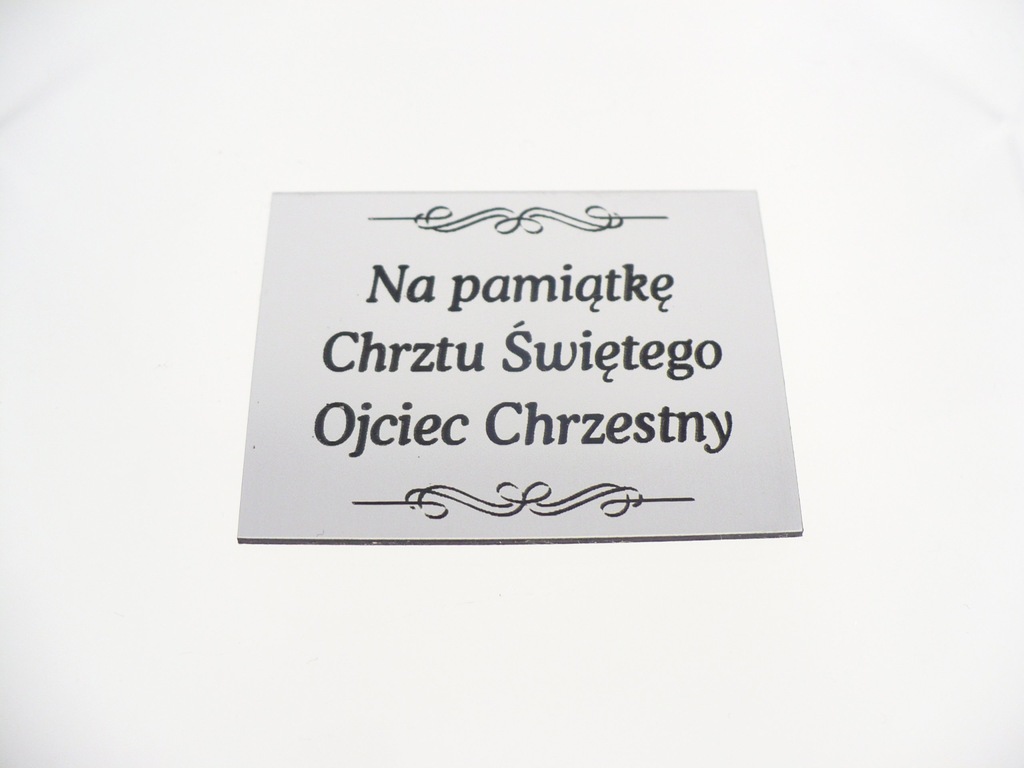 Na pamiątkę
Chrztu Świętego
Ojciec Chrzestny